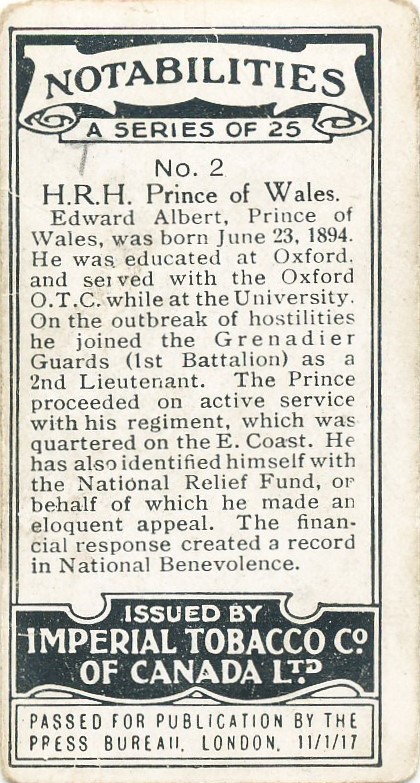 NOTABILITIES
A SERIES OF 25
No. 2
H.R.H. Prince of Wales.
Edward Albert, Prince of
Wales, was born June 23, 1894.
He was educated at Oxford,
and served with the Oxford
O.T.C. while at the University.
On the outbreak of hostilities
he joined the Grenadier
Guards (1st Battalion) as a
2nd Lieutenant. The Prince
proceeded on active service
with his regiment, which was
quartered on the E. Coast. He
has also identified himself with
the National Relief Fund, on
behalf of which he made an
eloquent appeal. The finan-
cial response created a record
in National Benevolence.
ISSUED BY
IMPERIAL TOBACCO CO
OF CANADA LTD
PASSED FOR PUBLICATION BY THE
PRESS BUREAU, LONDON, 11/1/17